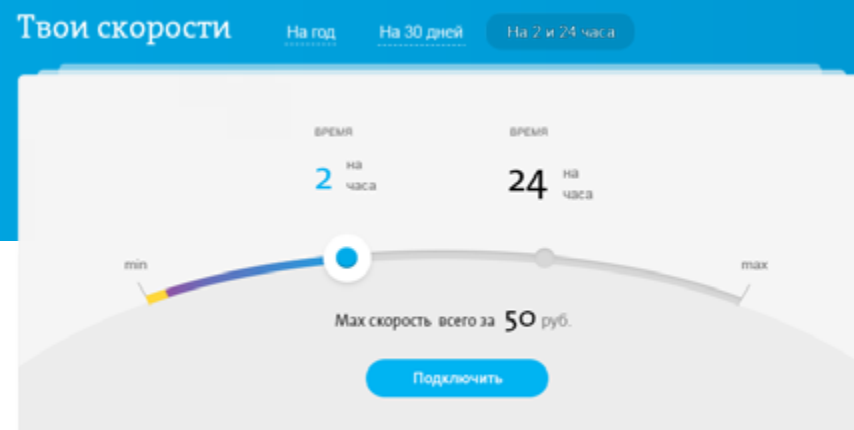 Твои скорости
На год
На 30 дней
На 2 и 24 часа
ВРЕМЯ
2 на
часа
ВРЕМЯ
24 на
часа
min
max
Max скорость всего за 50 руб.
Подключить